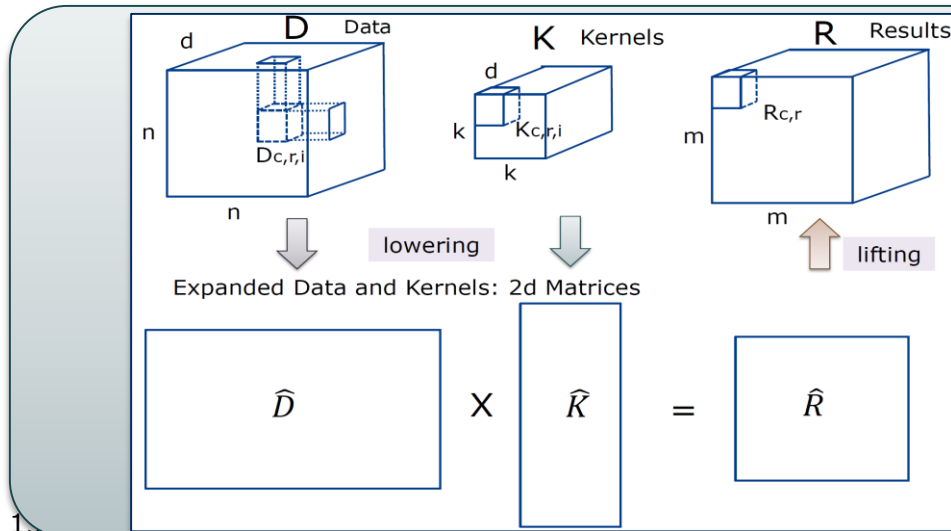 D Data
d
n
Dc,r,i
n
K Kernels
d
k
Kc,r,i
k
R Results
Rc,r
m
m
lowering
lifting
Expanded Data and Kernels: 2d Matrices
D̂ X K̂ = R̂